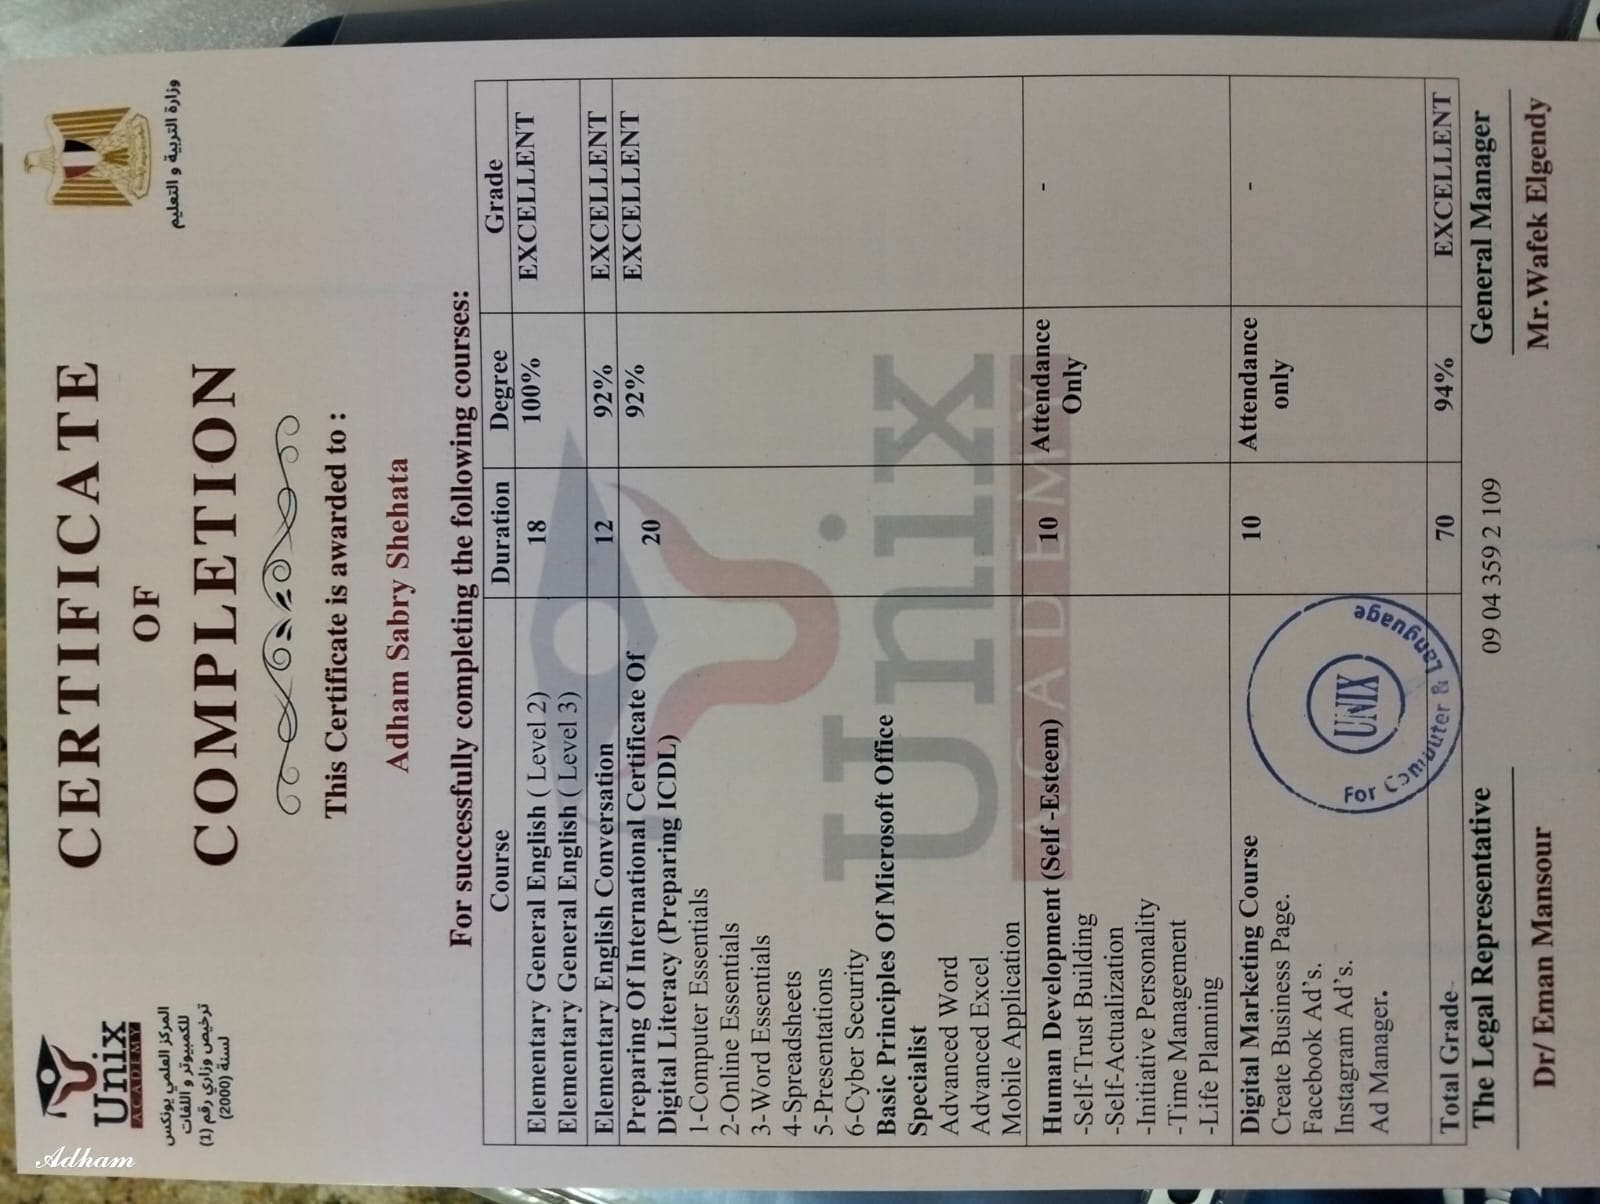 Unix
ACADEMY
المركز العلمي يونكس
للكمبيوتر و اللغات
ترخيص وزاري رقم (1)
لسنة (2000)
وزارة التربية و التعليم
CERTIFICATE
OF
COMPLETION
This Certificate is awarded to :
Adham Sabry Shehata
For successfully completing the following courses:
Course Duration Degree Grade
Elementary General English ( Level 2) 18 100% EXCELLENT
Elementary General English ( Level 3)
Elementary English Conversation 12 92% EXCELLENT
Preparing Of International Certificate Of 20 92% EXCELLENT
Digital Literacy (Preparing ICDL)
1-Computer Essentials
2-Online Essentials
3-Word Essentials
4-Spreadsheets
5-Presentations
6-Cyber Security
Basic Principles Of Microsoft Office
Specialist
Advanced Word
Advanced Excel
Mobile Application
Human Development (Self -Esteem) 10 Attendance Only -
-Self-Trust Building
-Self-Actualization
-Initiative Personality
-Time Management
-Life Planning
Digital Marketing Course 10 Attendance only -
Create Business Page.
Facebook Ad's.
Instagram Ad's.
Ad Manager.
Total Grade 70 94% EXCELLENT
Unix
ACADEMY
UNIX
For Computer & Language
The Legal Representative 09 04 359 2 109 General Manager
Dr/ Eman Mansour Mr.Wafek Elgendy
Adham